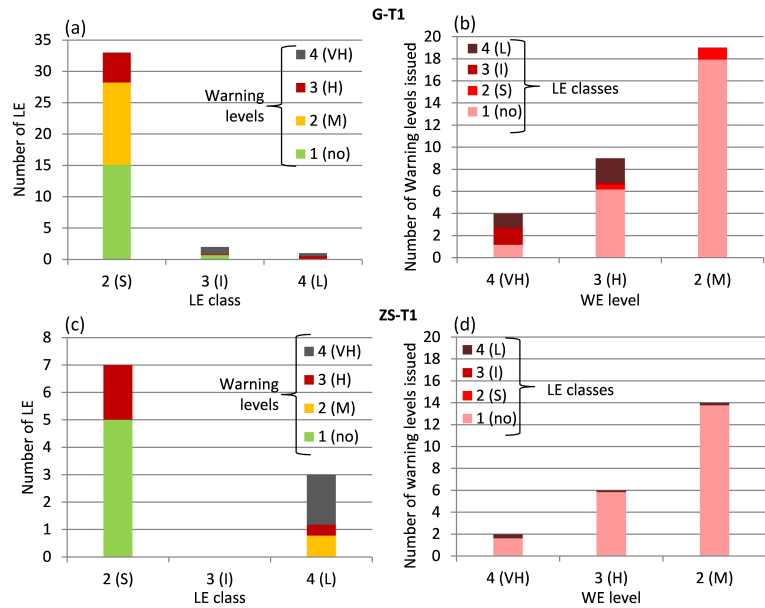 G-T1
(a)
35
30
25
20
15
10
5
0
Number of LE
4 (VH)
3 (H)
2 (M)
1 (no)
Warning
levels
2 (S)
3 (I)
4 (L)
LE class
(b)
20
18
16
14
12
10
8
6
4
2
0
Number of Warning levels issued
4 (L)
3 (I)
2 (S)
1 (no)
LE classes
4 (VH)
3 (H)
2 (M)
WE level
ZS-T1
(c)
8
7
6
5
4
3
2
1
0
Number of LE
4 (VH)
3 (H)
2 (M)
1 (no)
Warning
levels
2 (S)
3 (I)
4 (L)
LE class
(d)
20
18
16
14
12
10
8
6
4
2
0
Number of warning levels issued
4 (L)
3 (I)
2 (S)
1 (no)
LE classes
4 (VH)
3 (H)
2 (M)
WE level